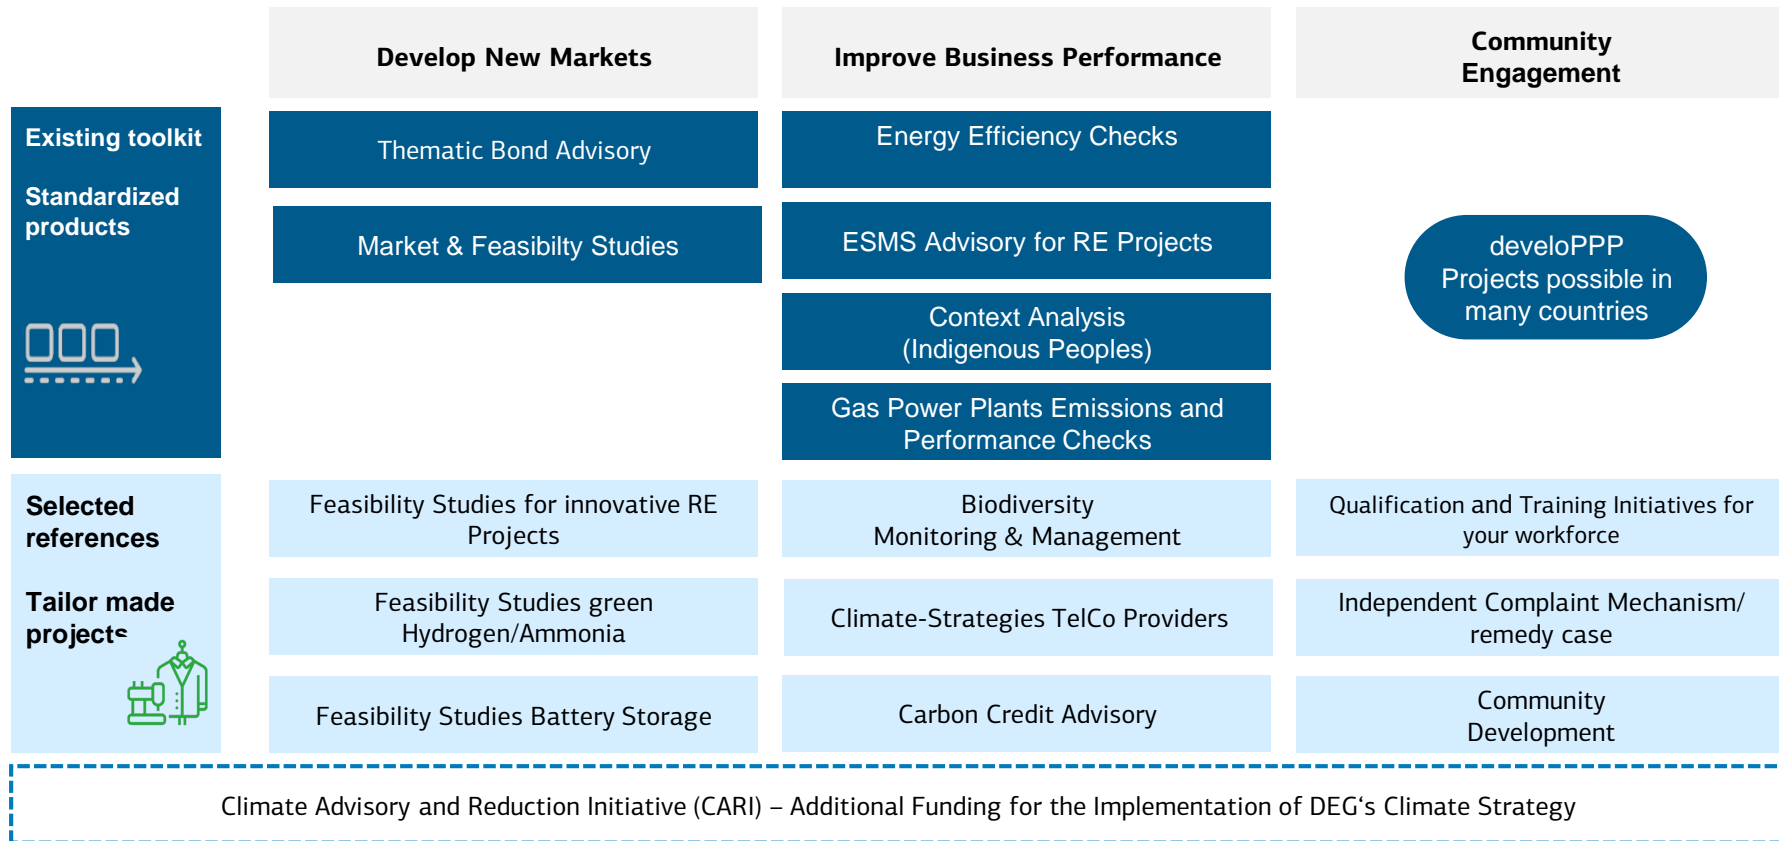 Develop New Markets
Improve Business Performance
Community
Engagement
Existing toolkit
Standardized
products
Thematic Bond Advisory
Market & Feasibilty Studies
Energy Efficiency Checks
ESMS Advisory for RE Projects
Context Analysis
(Indigenous Peoples)
Gas Power Plants Emissions and
Performance Checks
develoPPP
Projects possible in
many countries
Selected
references
Tailor made
projects
Feasibility Studies for innovative RE
Projects
Feasibility Studies green
Hydrogen/Ammonia
Feasibility Studies Battery Storage
Biodiversity
Monitoring & Management
Climate-Strategies TelCo Providers
Carbon Credit Advisory
Qualification and Training Initiatives for
your workforce
Independent Complaint Mechanism/
remedy case
Community
Development
Climate Advisory and Reduction Initiative (CARI) – Additional Funding for the Implementation of DEG‘s Climate Strategy